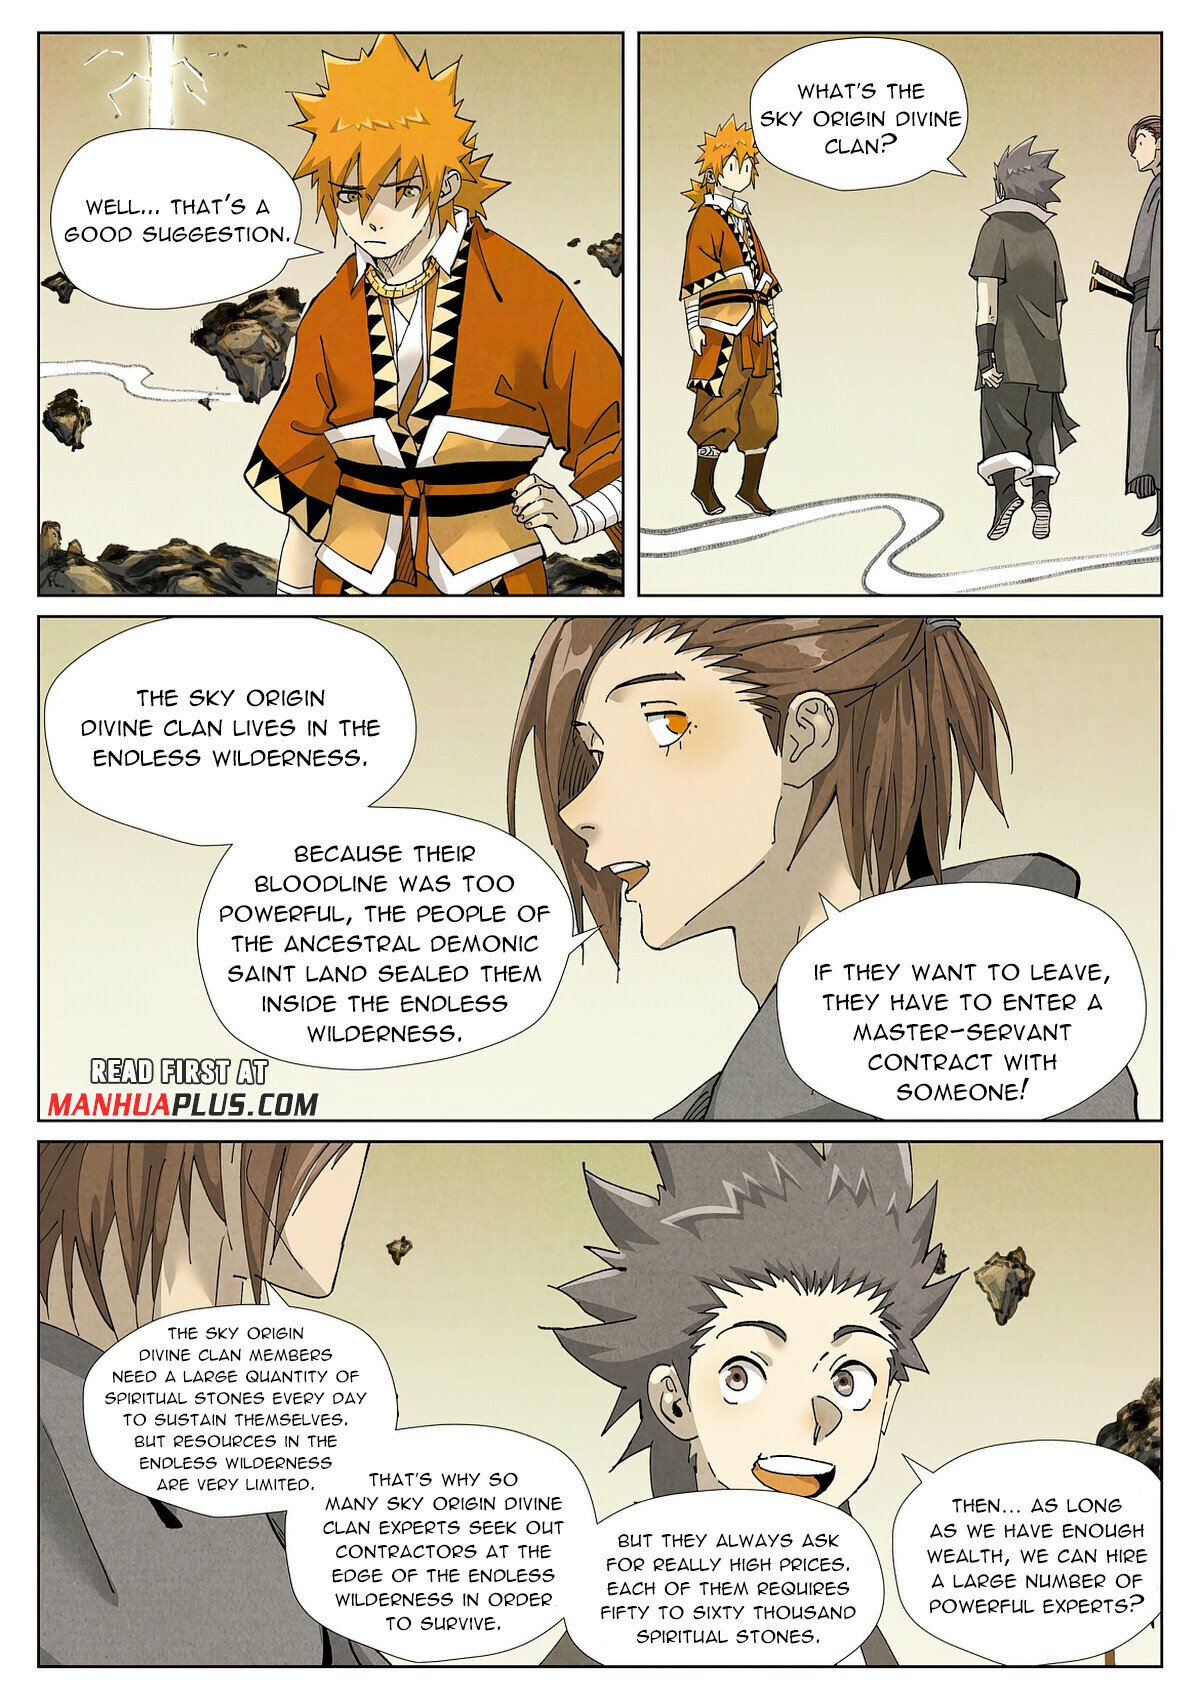 WELL... THAT'S A
GOOD SUGGESTION.
WHAT'S THE
SKY ORIGIN DIVINE
CLAN?
THE SKY ORIGIN
DIVINE CLAN LIVES IN THE
ENDLESS WILDERNESS.
BECAUSE THEIR
BLOODLINE WAS TOO
POWERFUL, THE PEOPLE OF
THE ANCESTRAL DEMONIC
SAINT LAND SEALED THEM
INSIDE THE ENDLESS
WILDERNESS.
IF THEY WANT TO LEAVE,
THEY HAVE TO ENTER A
MASTER-SERVANT
CONTRACT WITH
SOMEONE!
READ FIRST AT
MANHUAPLUS.COM
THE SKY ORIGIN
DIVINE CLAN MEMBERS
NEED A LARGE QUANTITY OF
SPIRITUAL STONES EVERY DAY
TO SUSTAIN THEMSELVES.
BUT RESOURCES IN THE
ENDLESS WILDERNESS
ARE VERY LIMITED.
THAT'S WHY SO
MANY SKY ORIGIN DIVINE
CLAN EXPERTS SEEK OUT
CONTRACTORS AT THE
EDGE OF THE ENDLESS
WILDERNESS IN ORDER
TO SURVIVE.
BUT THEY ALWAYS ASK
FOR REALLY HIGH PRICES.
EACH OF THEM REQUIRES
FIFTY TO SIXTY THOUSAND
SPIRITUAL STONES.
THEN... AS LONG
AS WE HAVE ENOUGH
WEALTH, WE CAN HIRE
A LARGE NUMBER OF
POWERFUL EXPERTS?